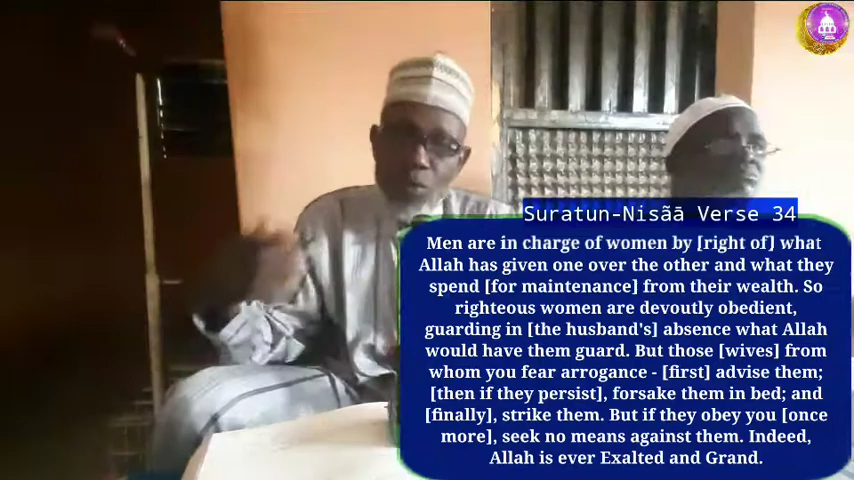 Suratun-Nisãā Verse 34
Men are in charge of women by [right of] what
Allah has given one over the other and what they
spend [for maintenance] from their wealth. So
righteous women are devoutly obedient,
guarding in [the husband's] absence what Allah
would have them guard. But those [wives] from
whom you fear arrogance - [first] advise them;
[then if they persist], forsake them in bed; and
[finally], strike them. But if they obey you [once
more], seek no means against them. Indeed,
Allah is ever Exalted and Grand.